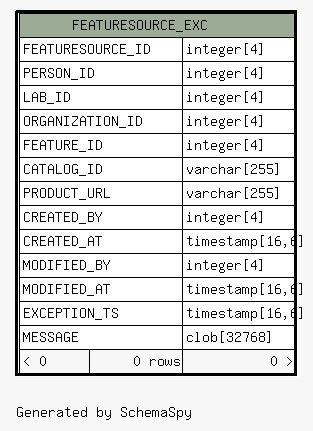 FEATURESOURCE_EXC
FEATURESOURCE_ID integer[4]
PERSON_ID integer[4]
LAB_ID integer[4]
ORGANIZATION_ID integer[4]
FEATURE_ID integer[4]
CATALOG_ID varchar[255]
PRODUCT_URL varchar[255]
CREATED_BY integer[4]
CREATED_AT timestamp[16,6]
MODIFIED_BY integer[4]
MODIFIED_AT timestamp[16,6]
EXCEPTION_TS timestamp[16,6]
MESSAGE clob[32768]
< 0 0 rows 0 >
Generated by SchemaSpy